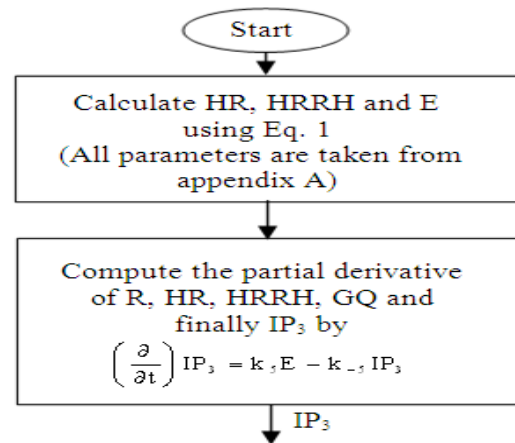 Start
Calculate HR, HRRH and E
using Eq. 1
(All parameters are taken from
appendix A)
Compute the partial derivative
of R, HR, HRRH, GQ and
finally IP₃ by
(∂/∂t) IP₃ = k₅E − k₋₅ IP₃
IP₃